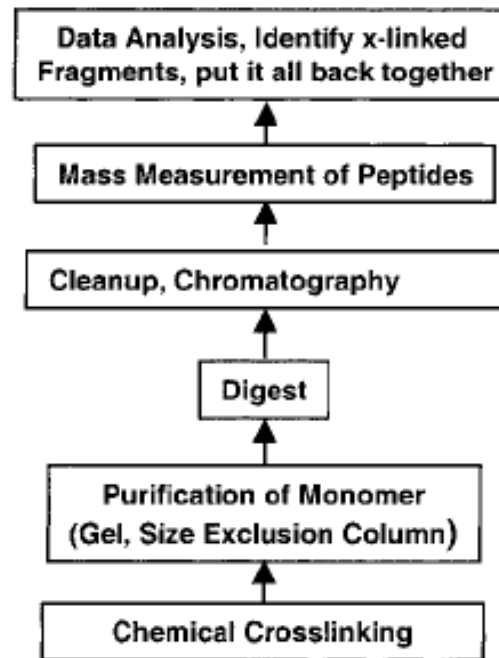 Data Analysis, Identify x-linked
Fragments, put it all back together
Mass Measurement of Peptides
Cleanup, Chromatography
Digest
Purification of Monomer
(Gel, Size Exclusion Column)
Chemical Crosslinking